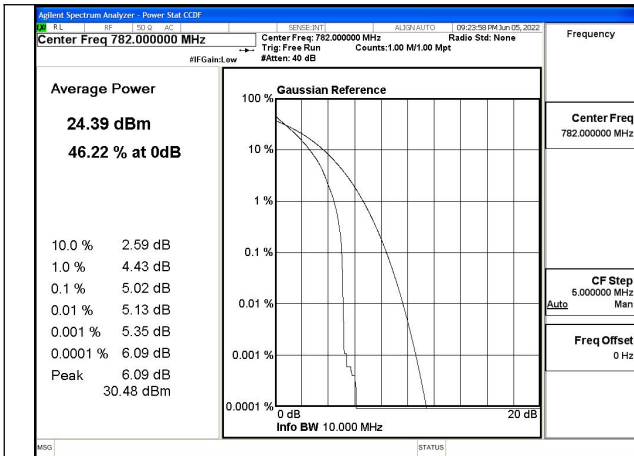 Agilent Spectrum Analyzer - Power Stat CCDF
RL RF 50 Ω AC SENSE:INT ALIGN AUTO 09:23:58 PM Jun 05, 2022
Center Freq 782.000000 MHz
Center Freq: 782.000000 MHz Radio Std: None
Trig: Free Run Counts:1.00 M/1.00 Mpt
#IFGain:Low #Atten: 40 dB
Frequency
Average Power
24.39 dBm
46.22 % at 0dB
10.0 % 2.59 dB
1.0 % 4.43 dB
0.1 % 5.02 dB
0.01 % 5.13 dB
0.001 % 5.35 dB
0.0001 % 6.09 dB
Peak 6.09 dB
30.48 dBm
Gaussian Reference
100 %
10 %
1 %
0.1 %
0.01 %
0.001 %
0.0001 %
0 dB 20 dB
Info BW 10.000 MHz
Center Freq
782.000000 MHz
CF Step
5.000000 MHz
Auto Man
Freq Offset
0 Hz
MSG STATUS